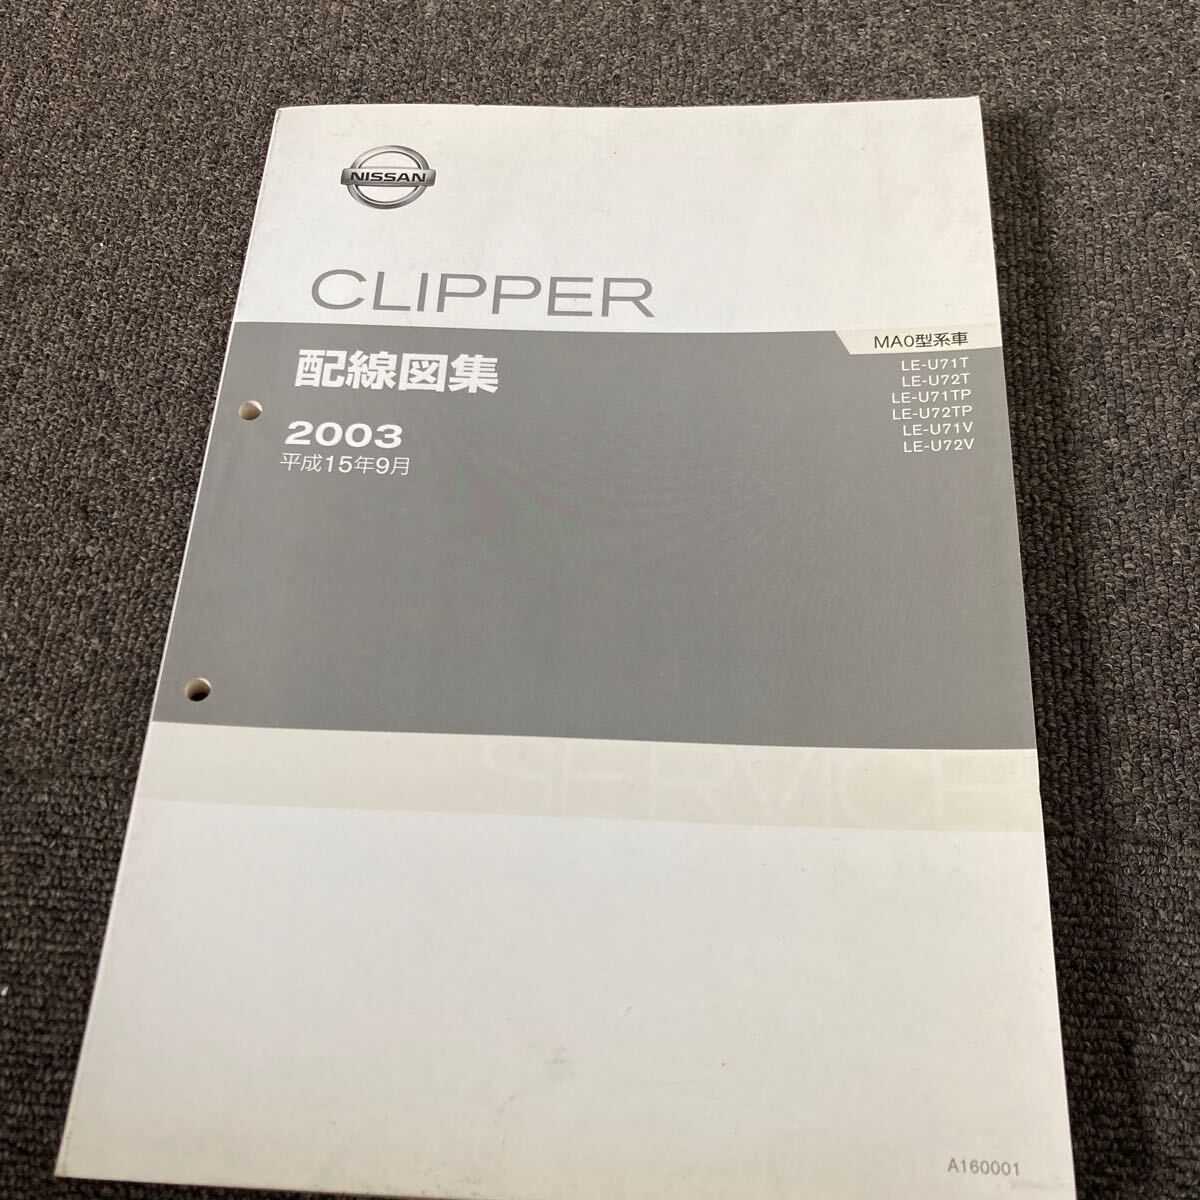 NISSAN
CLIPPER
MA0型系車
配線図集
LE-U71T
LE-U72T
LE-U71TP
LE-U72TP
LE-U71V
LE-U72V
2003
平成15年9月
SERVICE
A160001